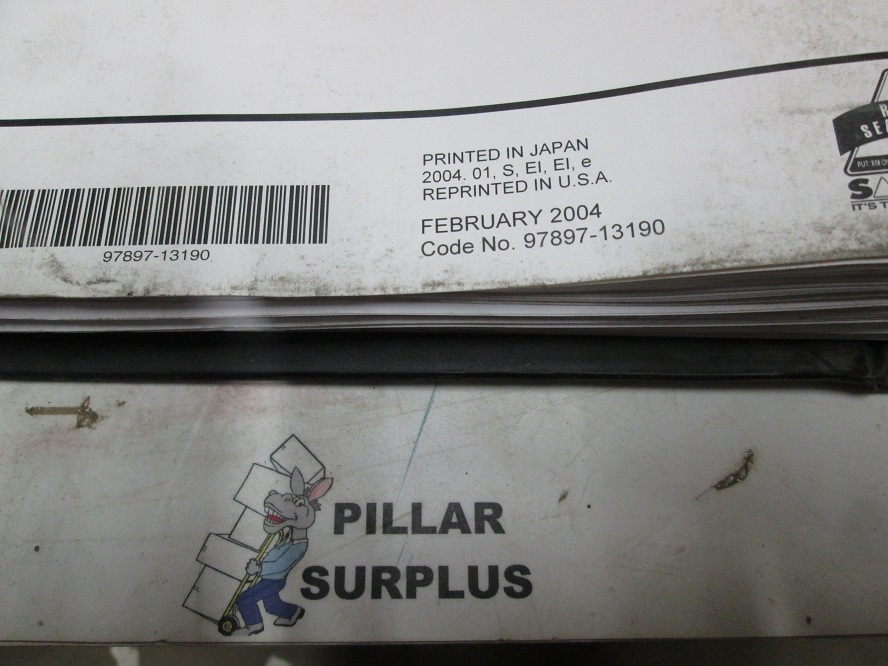 PRINTED IN JAPAN
2004. 01, S, EI, EI, e
REPRINTED IN U.S.A.
FEBRUARY 2004
Code No. 97897-13190
97897-13190
PILLAR
SURPLUS